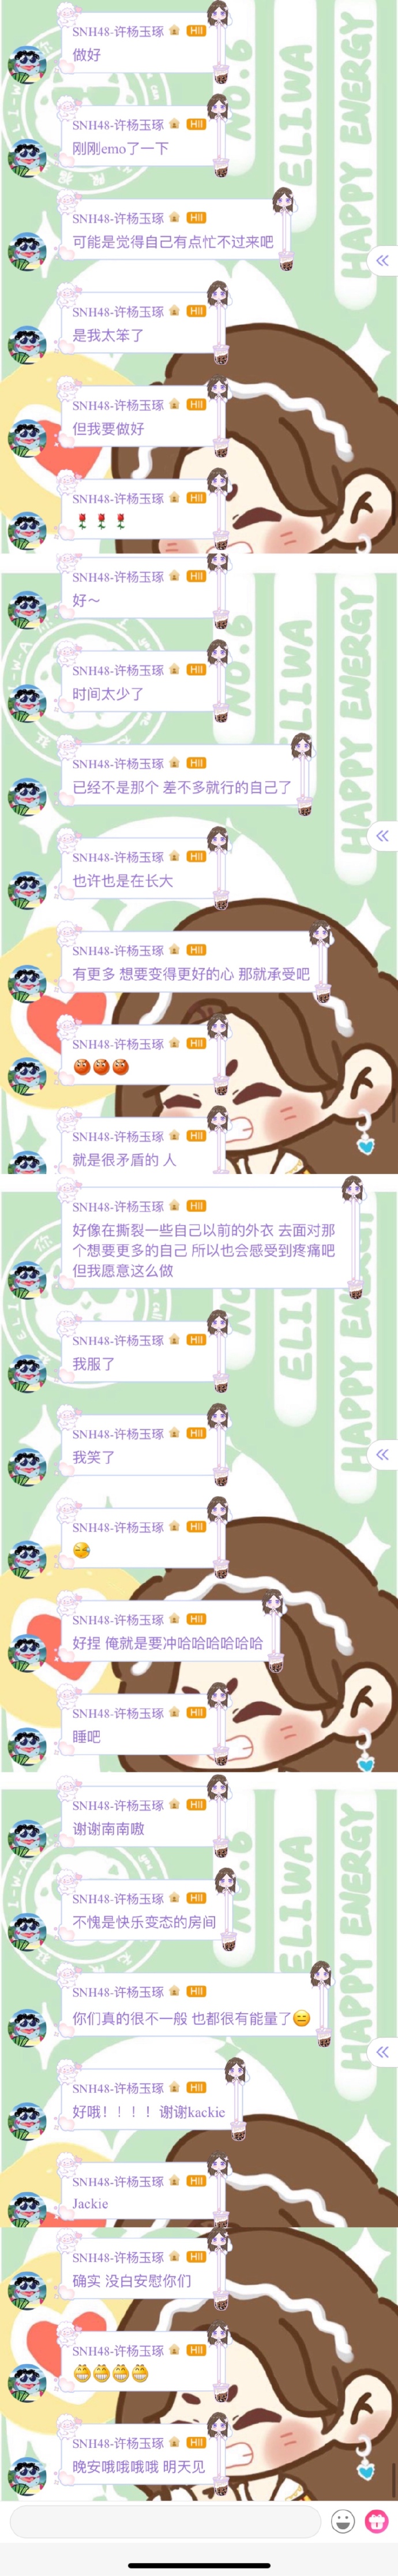 SNH48-许杨玉琢 HII
做好
SNH48-许杨玉琢 HII
刚刚emo了一下
SNH48-许杨玉琢 HII
可能是觉得自己有点忙不过来吧
SNH48-许杨玉琢 HII
是我太笨了
SNH48-许杨玉琢 HII
但我要做好
SNH48-许杨玉琢 HII
🌹🌹🌹
NO.6
ELIWA
HAPPY ENERGY
SNH48-许杨玉琢 HII
好～
SNH48-许杨玉琢 HII
时间太少了
SNH48-许杨玉琢 HII
已经不是那个 差不多就行的自己了
SNH48-许杨玉琢 HII
也许也是在长大
SNH48-许杨玉琢 HII
有更多 想要变得更好的心 那就承受吧
SNH48-许杨玉琢 HII
😡😡😡
SNH48-许杨玉琢 HII
就是很矛盾的 人
NO.6
ELIWA
HAPPY ENERGY
SNH48-许杨玉琢 HII
好像在撕裂一些自己以前的外衣 去面对那
个想要更多的自己 所以也会感受到疼痛吧
但我愿意这么做
SNH48-许杨玉琢 HII
我服了
SNH48-许杨玉琢 HII
我笑了
SNH48-许杨玉琢 HII
😪
SNH48-许杨玉琢 HII
好捏 俺就是要冲哈哈哈哈哈哈
SNH48-许杨玉琢 HII
睡吧
ELIWA
HAPPY ENERGY
SNH48-许杨玉琢 HII
谢谢南南嗷
SNH48-许杨玉琢 HII
不愧是快乐变态的房间
SNH48-许杨玉琢 HII
你们真的很不一般 也都很有能量了😑
SNH48-许杨玉琢 HII
好哦！！！！ 谢谢kackie
SNH48-许杨玉琢 HII
Jackie
ELIWA
HAPPY ENERGY
SNH48-许杨玉琢 HII
确实 没白安慰你们
SNH48-许杨玉琢 HII
😁😁😁😁
SNH48-许杨玉琢 HII
晚安哦哦哦哦 明天见